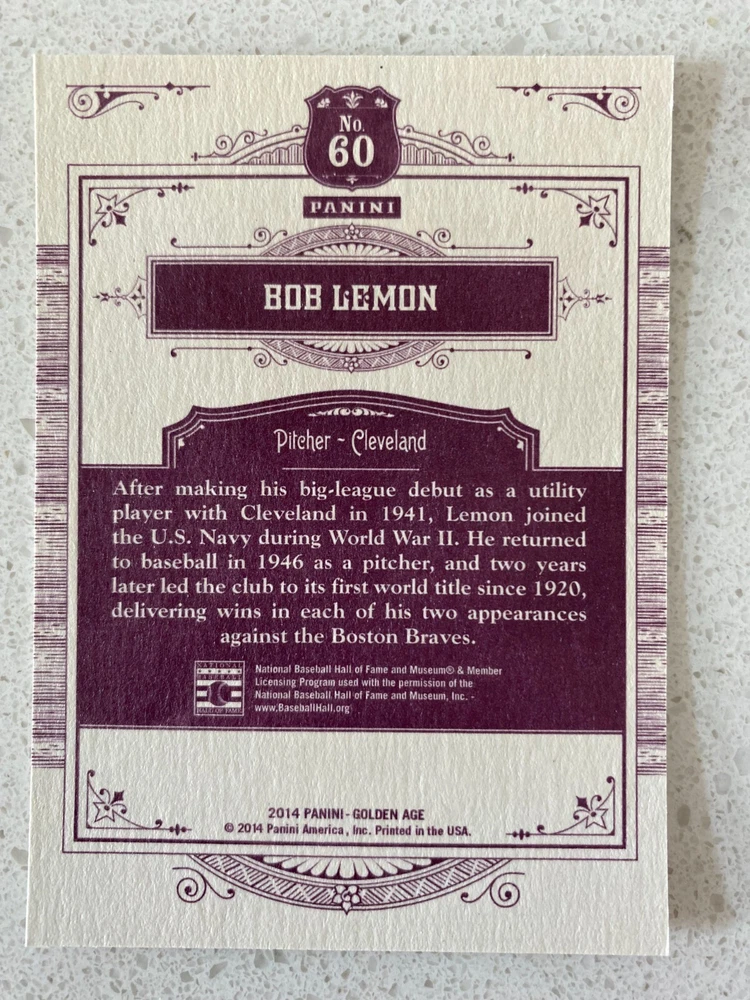 No.
60
PANINI
BOB LEMON
Pitcher ~ Cleveland
After making his big-league debut as a utility
player with Cleveland in 1941, Lemon joined
the U.S. Navy during World War II. He returned
to baseball in 1946 as a pitcher, and two years
later led the club to its first world title since 1920,
delivering wins in each of his two appearances
against the Boston Braves.
NATIONAL
BASEBALL
HALL OF FAME
National Baseball Hall of Fame and Museum® & Member
Licensing Program used with the permission of the
National Baseball Hall of Fame and Museum, Inc. -
www.BaseballHall.org
2014 PANINI - GOLDEN AGE
© 2014 Panini America, Inc. Printed in the USA.